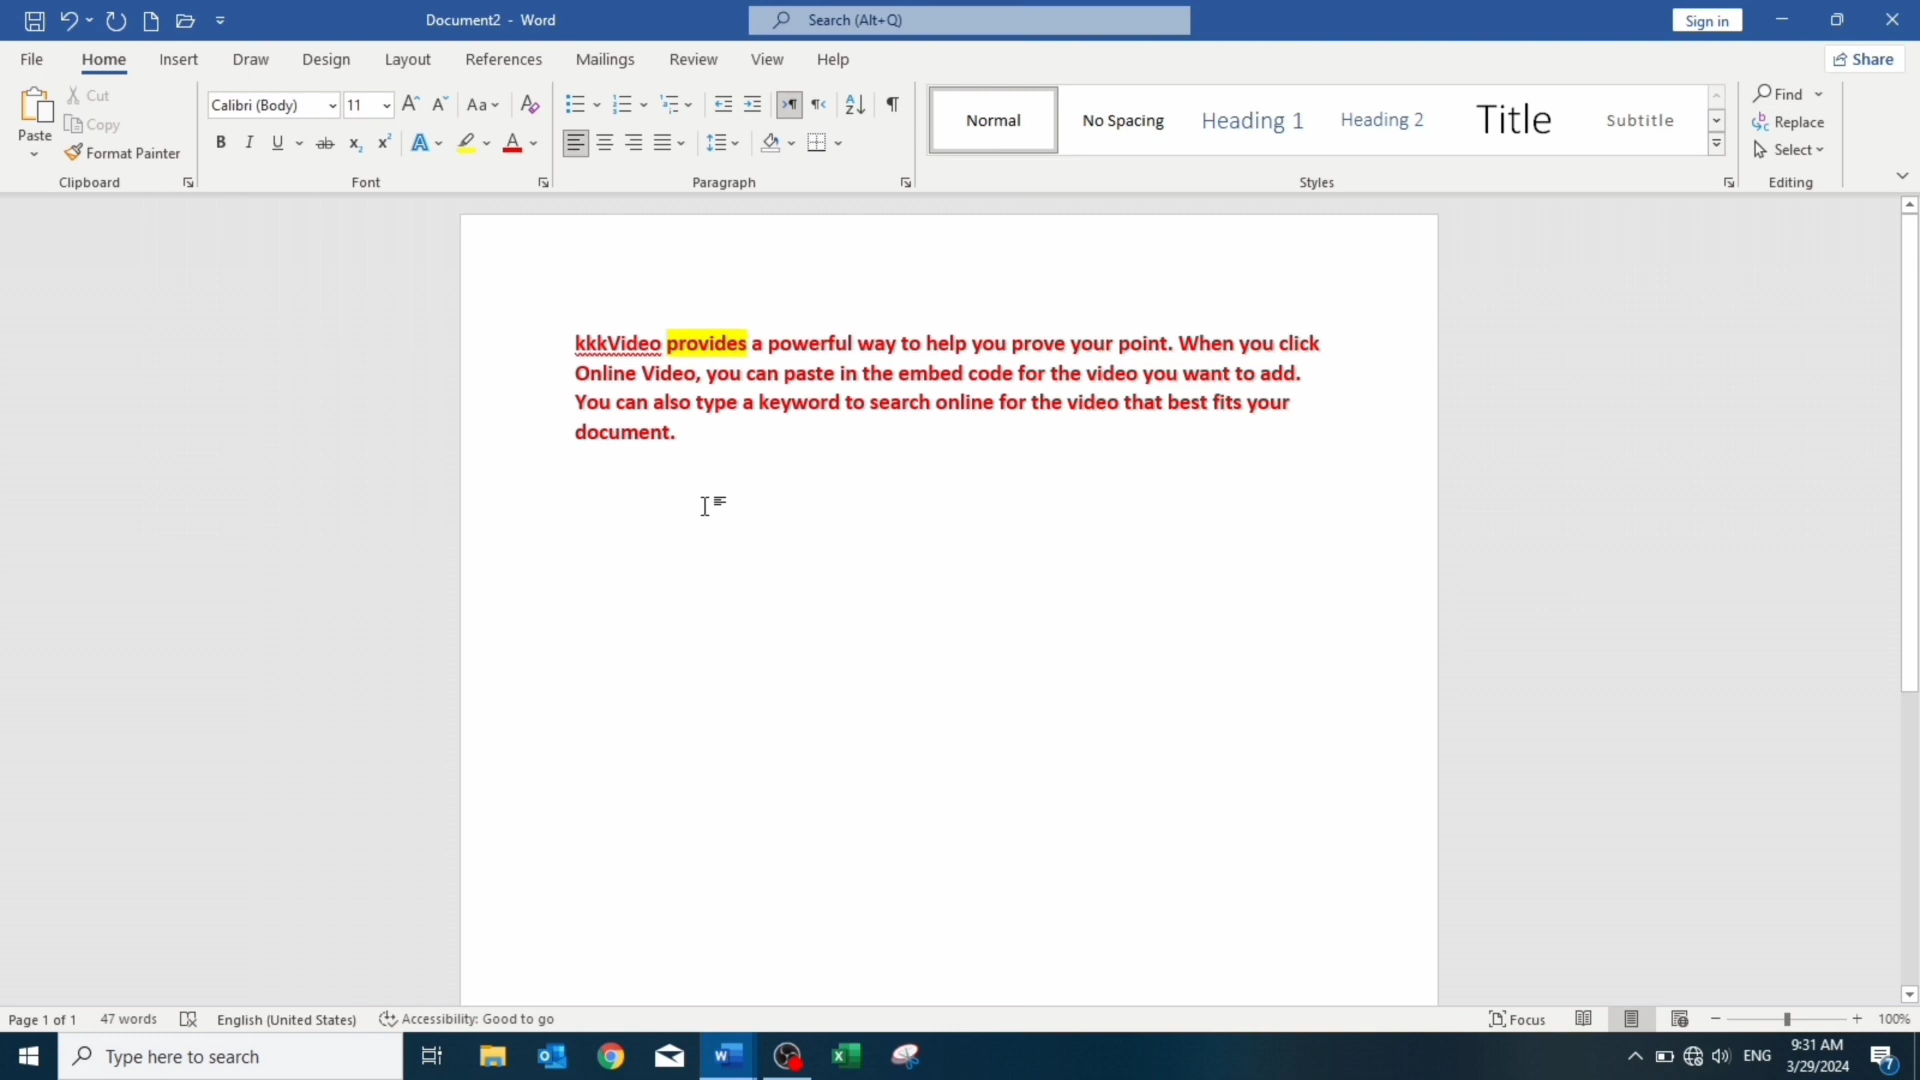 Document2 - Word
Search (Alt+Q)
Sign in
File Home Insert Draw Design Layout References Mailings Review View Help
Share
Paste
Cut
Copy
Format Painter
Clipboard
Calibri (Body) 11
Font
Paragraph
Normal
No Spacing
Heading 1
Heading 2
Title
Subtitle
Styles
Find
Replace
Select
Editing
kkkVideo provides a powerful way to help you prove your point. When you click
Online Video, you can paste in the embed code for the video you want to add.
You can also type a keyword to search online for the video that best fits your
document.
Page 1 of 1 47 words English (United States) Accessibility: Good to go
Focus
100%
Type here to search
ENG
9:31 AM
3/29/2024
7